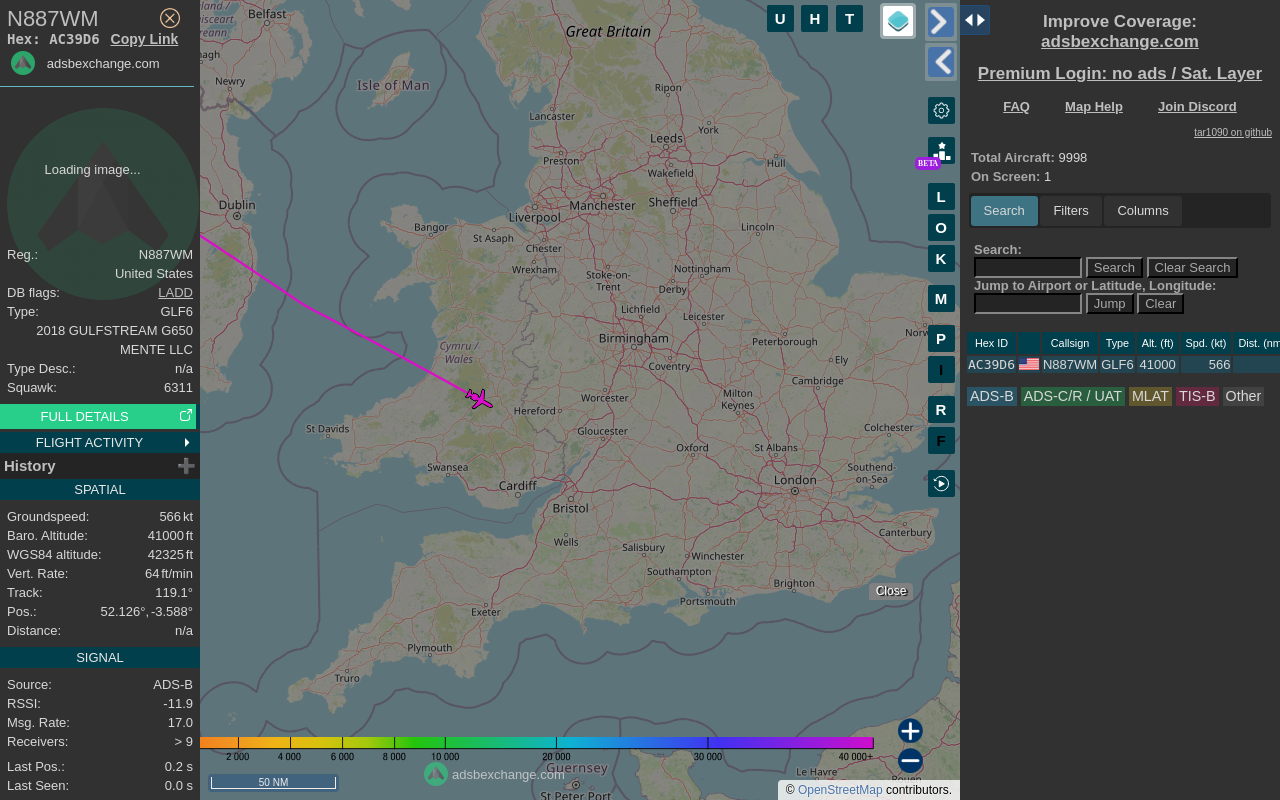 N887WM
Hex: AC39D6 Copy Link
adsbexchange.com
Loading image...
Reg.: N887WM
United States
DB flags: LADD
Type: GLF6
2018 GULFSTREAM G650
MENTE LLC
Type Desc.: n/a
Squawk: 6311
FULL DETAILS
FLIGHT ACTIVITY
History
SPATIAL
Groundspeed: 566 kt
Baro. Altitude: 41000 ft
WGS84 altitude: 42325 ft
Vert. Rate: 64 ft/min
Track: 119.1°
Pos.: 52.126°, -3.588°
Distance: n/a
SIGNAL
Source: ADS-B
RSSI: -11.9
Msg. Rate: 17.0
Receivers: > 9
Last Pos.: 0.2 s
Last Seen: 0.0 s
Belfast
Great Britain
Newry
Isle of Man
Ripon
Lancaster
York
Leeds
Preston
Hull
Wakefield
Dublin
Manchester
Sheffield
Liverpool
Bangor
St Asaph
Lincoln
Chester
Wrexham
Stoke-on-
Trent
Nottingham
Derby
Lichfield
Leicester
Birmingham
Peterborough
Norw
Cymru /
Wales
Coventry
Ely
Cambridge
Worcester
Milton
Keynes
Hereford
St Davids
Gloucester
Colchester
Oxford
St Albans
Swansea
Southend-
on-Sea
Cardiff
London
Bristol
Canterbury
Wells
Salisbury
Winchester
Southampton
Brighton
Portsmouth
Exeter
Plymouth
Truro
Guernsey
St Peter Port
Le Havre
Rouen
U H T
BETA
L
O
K
M
P
I
R
F
Close
2 000 4 000 6 000 8 000 10 000 20 000 30 000 40 000+
50 NM
adsbexchange.com
© OpenStreetMap contributors.
Improve Coverage:
adsbexchange.com
Premium Login: no ads / Sat. Layer
FAQ Map Help Join Discord
tar1090 on github
Total Aircraft: 9998
On Screen: 1
Search Filters Columns
Search:
Search Clear Search
Jump to Airport or Latitude, Longitude:
Jump Clear
Hex ID Callsign Type Alt. (ft) Spd. (kt) Dist. (nm
AC39D6 N887WM GLF6 41000 566
ADS-B ADS-C/R / UAT MLAT TIS-B Other